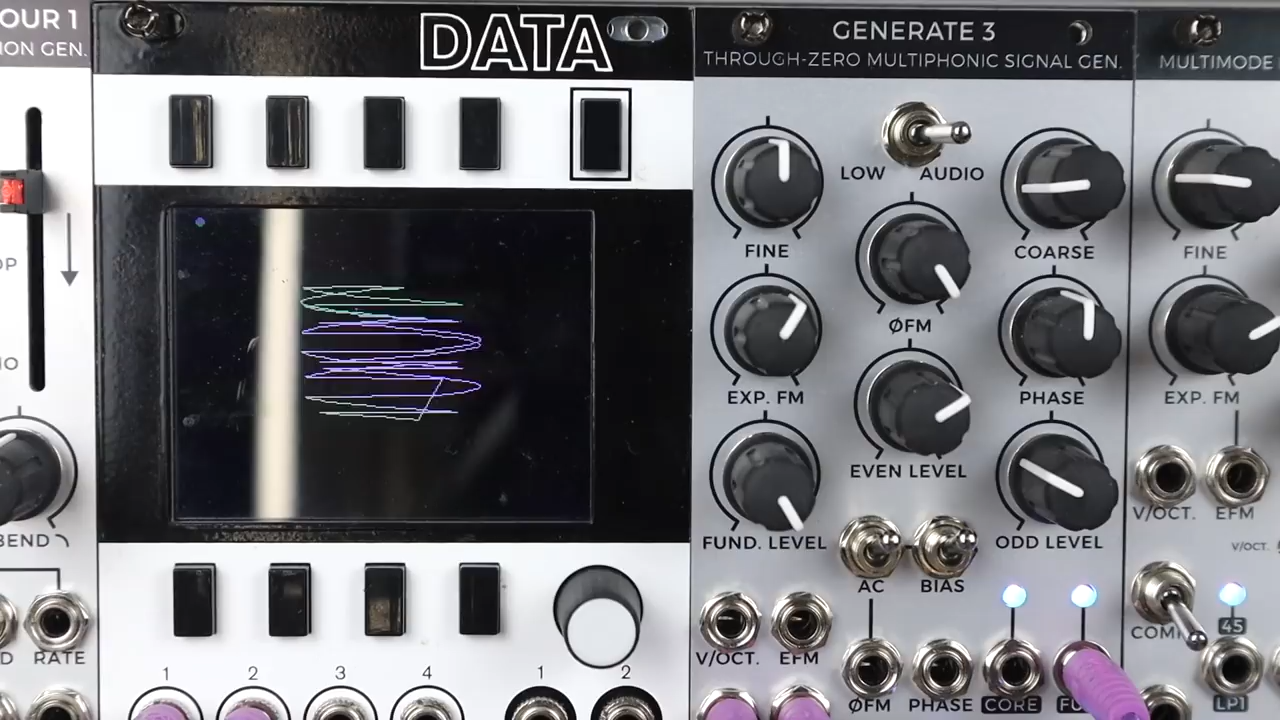 OUR 1
ION GEN.
OP
IO
BEND
D RATE
DATA
1 2 3 4 1 2
GENERATE 3
THROUGH-ZERO MULTIPHONIC SIGNAL GEN.
LOW AUDIO
FINE COARSE
ØFM
EXP. FM PHASE
EVEN LEVEL
FUND. LEVEL ODD LEVEL
AC BIAS
V/OCT. EFM
ØFM PHASE CORE FU
MULTIMODE
FINE
EXP. FM
V/OCT. EFM
V/OCT.
COM 45
LP1